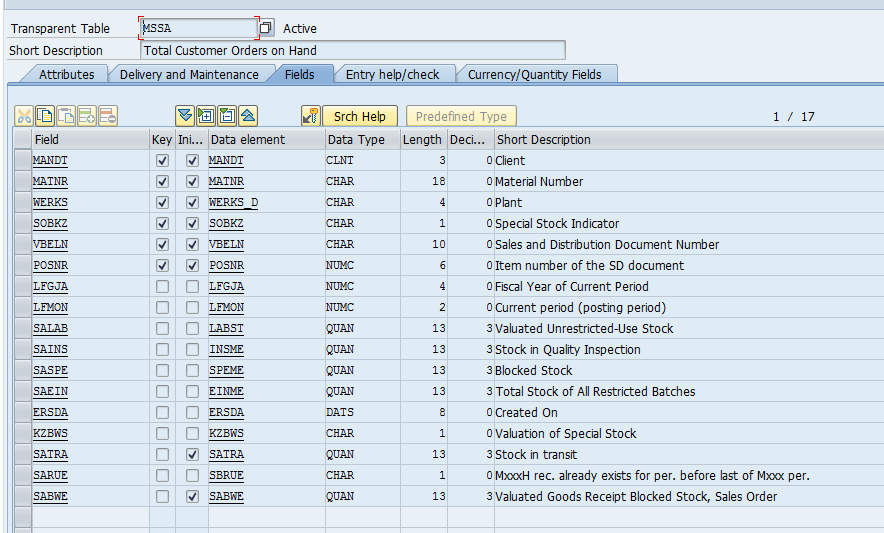 Transparent Table MSSA Active
Short Description Total Customer Orders on Hand
Attributes Delivery and Maintenance Fields Entry help/check Currency/Quantity Fields
Srch Help Predefined Type 1 / 17
Field Key Ini... Data element Data Type Length Deci... Short Description
MANDT MANDT CLNT 3 0 Client
MATNR MATNR CHAR 18 0 Material Number
WERKS WERKS_D CHAR 4 0 Plant
SOBKZ SOBKZ CHAR 1 0 Special Stock Indicator
VBELN VBELN CHAR 10 0 Sales and Distribution Document Number
POSNR POSNR NUMC 6 0 Item number of the SD document
LFGJA LFGJA NUMC 4 0 Fiscal Year of Current Period
LFMON LFMON NUMC 2 0 Current period (posting period)
SALAB LABST QUAN 13 3 Valuated Unrestricted-Use Stock
SAINS INSME QUAN 13 3 Stock in Quality Inspection
SASPE SPEME QUAN 13 3 Blocked Stock
SAEIN EINME QUAN 13 3 Total Stock of All Restricted Batches
ERSDA ERSDA DATS 8 0 Created On
KZBWS KZBWS CHAR 1 0 Valuation of Special Stock
SATRA SATRA QUAN 13 3 Stock in transit
SARUE SBRUE CHAR 1 0 MxxxH rec. already exists for per. before last of Mxxx per.
SABWE SABWE QUAN 13 3 Valuated Goods Receipt Blocked Stock, Sales Order